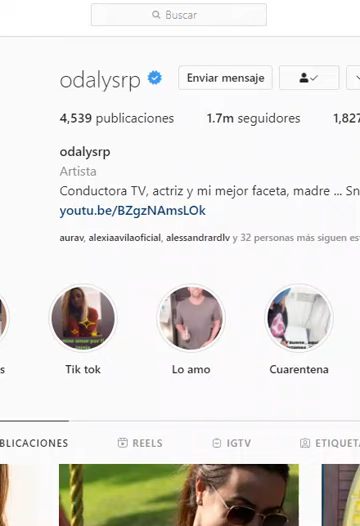 Buscar
odalysrp Enviar mensaje
4,539 publicaciones 1.7m seguidores 1,827
odalysrp
Artista
Conductora TV, actriz y mi mejor faceta, madre ... Sn
youtu.be/BZgzNAmsLOk
aurav, alexiaavilaoficial, alessandrardlv y 32 personas más siguen es
s Tik tok Lo amo Cuarentena
BLICACIONES REELS IGTV ETIQUETA